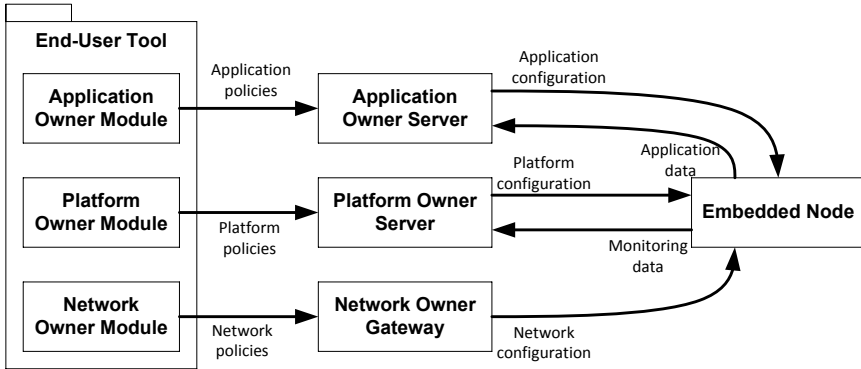 End-User Tool
Application
Owner Module
Application
policies
Application
Owner Server
Application
configuration
Application
data
Platform
Owner Module
Platform
policies
Platform Owner
Server
Platform
configuration
Monitoring
data
Embedded Node
Network
Owner Module
Network
policies
Network Owner
Gateway
Network
configuration